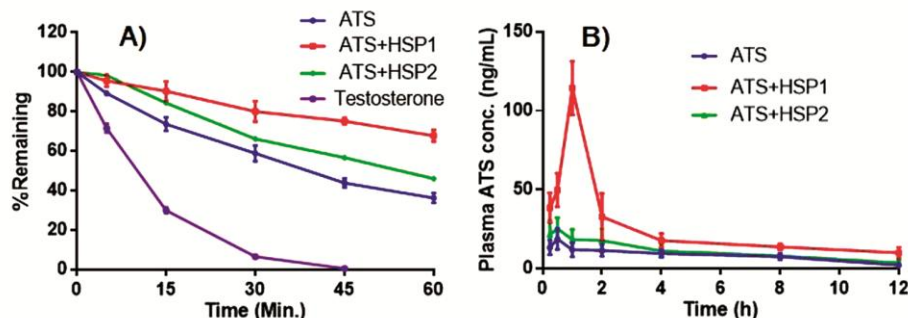 A)
ATS
ATS+HSP1
ATS+HSP2
Testosterone
%Remaining
120
100
80
60
40
20
0
0 15 30 45 60
Time (Min.)
B)
ATS
ATS+HSP1
ATS+HSP2
Plasma ATS conc. (ng/mL)
150
100
50
0
0 2 4 6 8 10 12
Time (h)